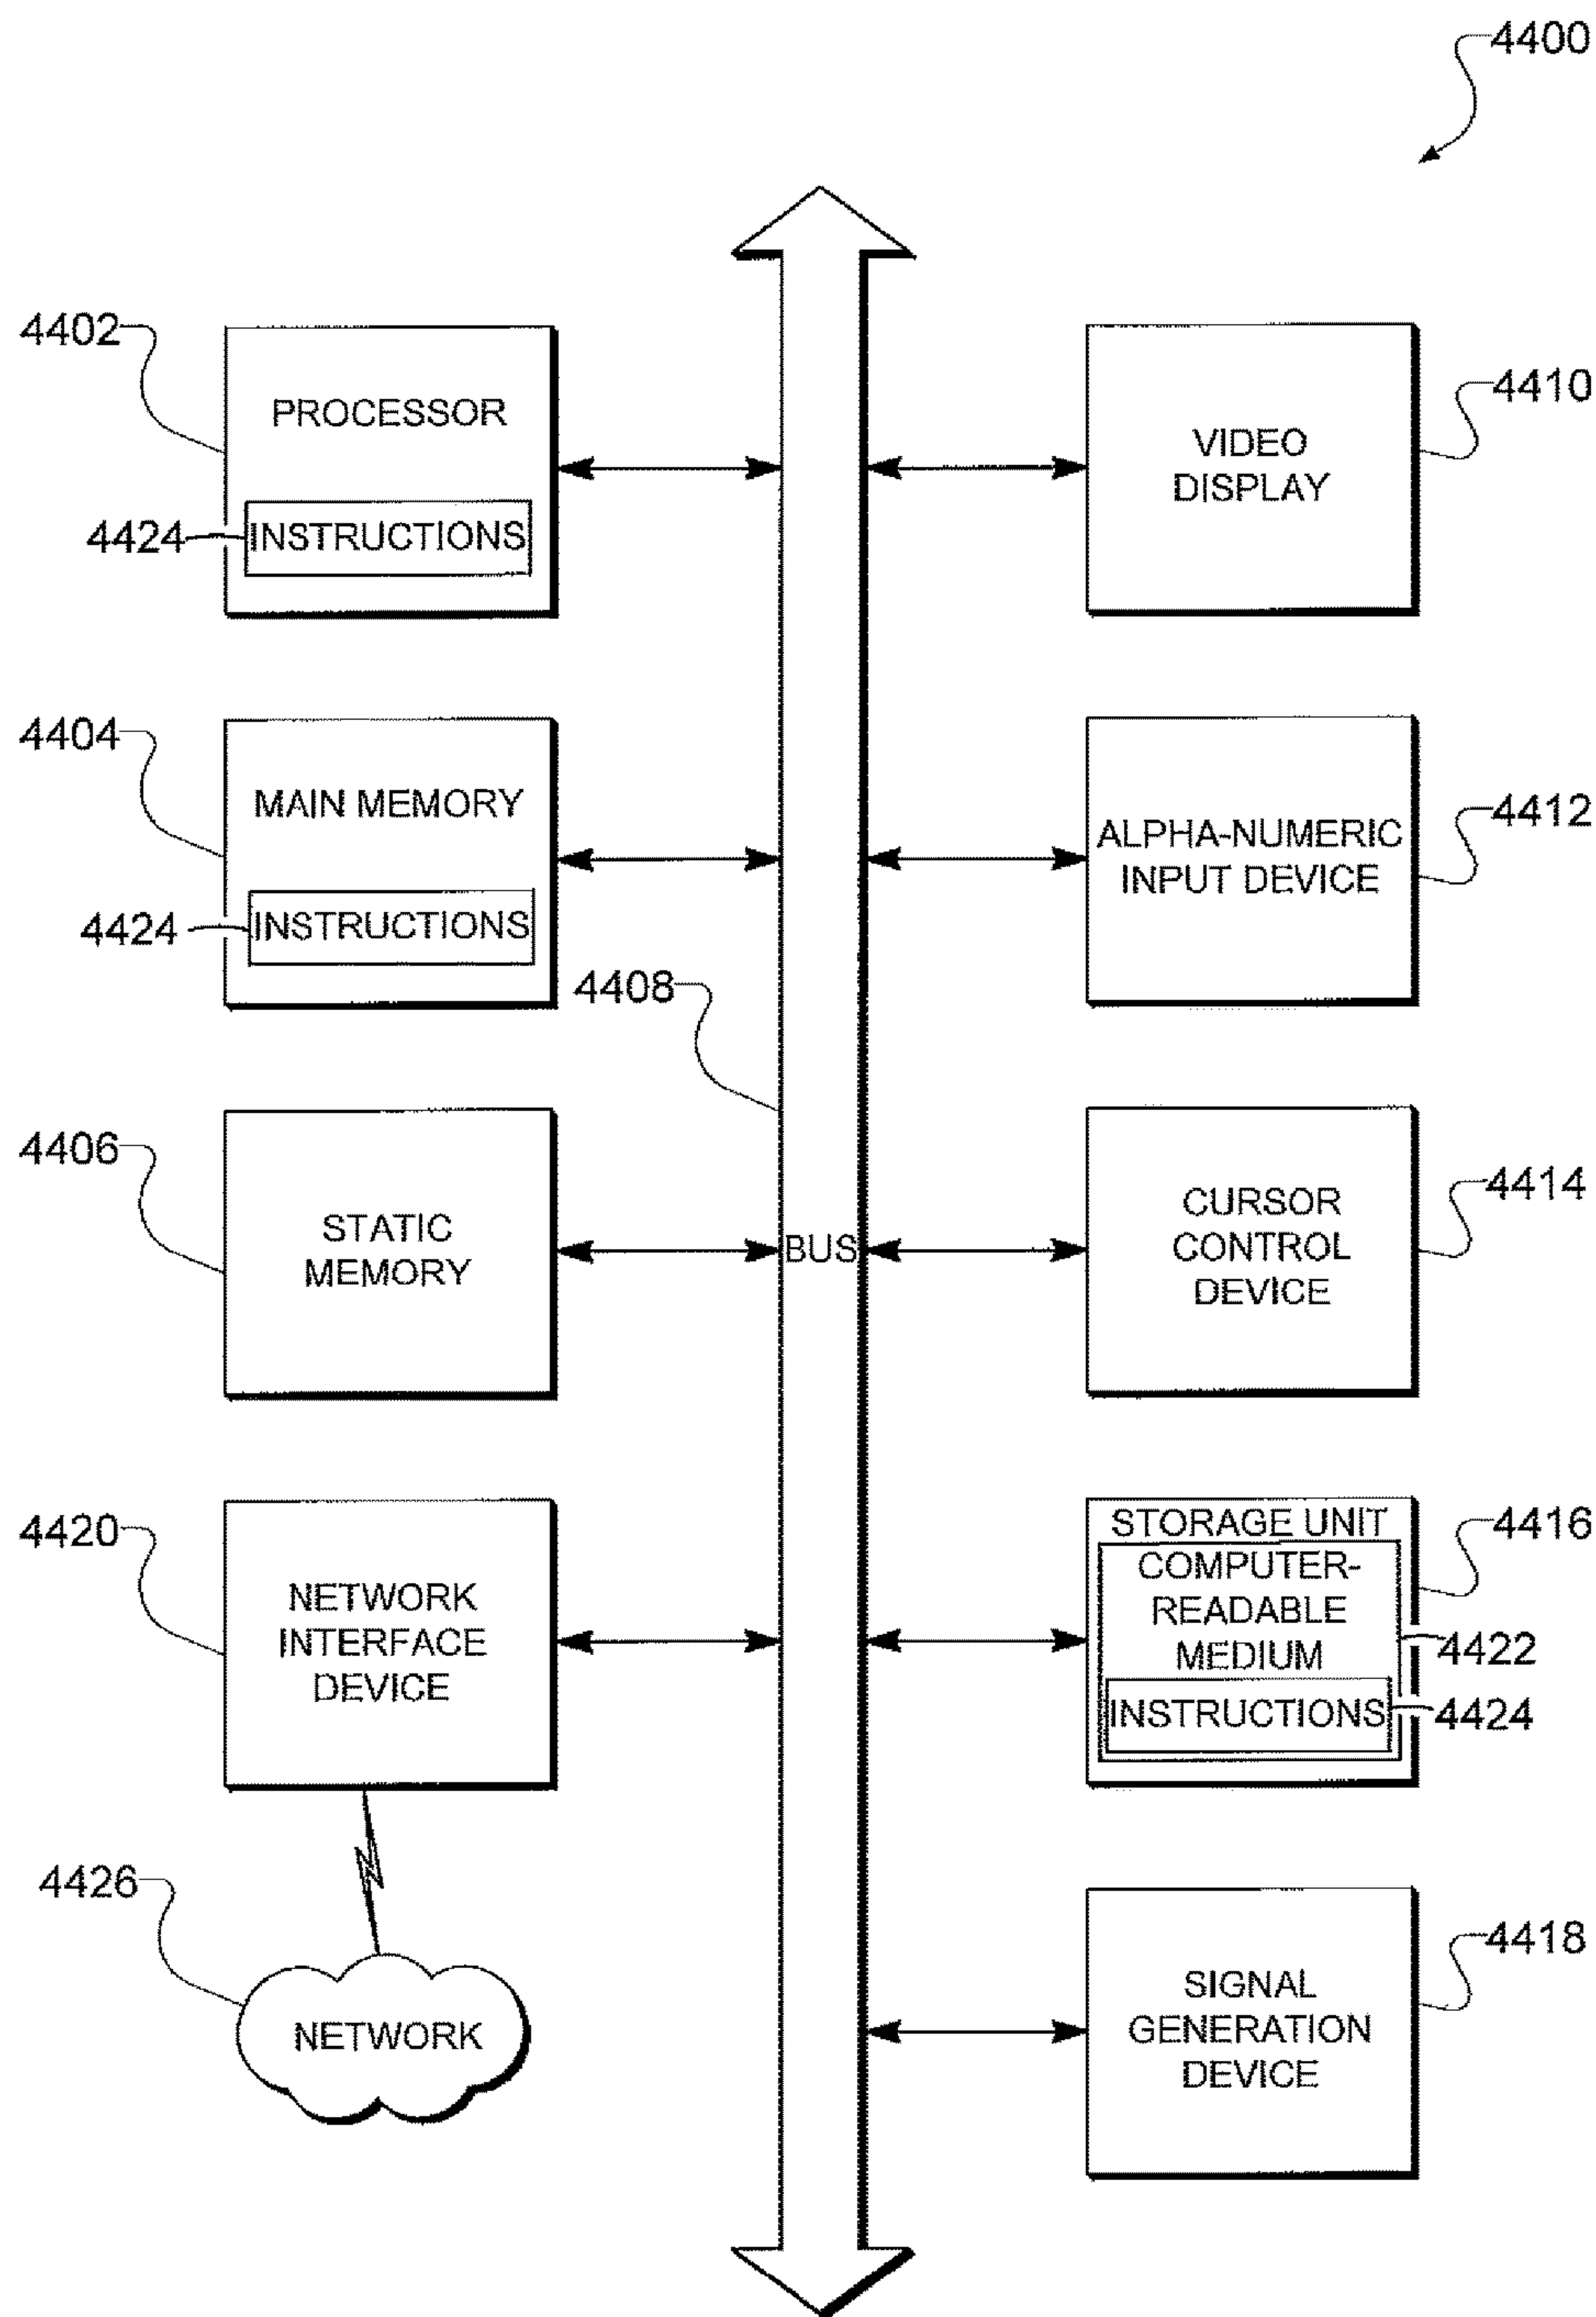 4400
4402
PROCESSOR
4424
INSTRUCTIONS
4410
VIDEO
DISPLAY
4404
MAIN MEMORY
4424
INSTRUCTIONS
4412
ALPHA-NUMERIC
INPUT DEVICE
4408
4406
STATIC
MEMORY
BUS
4414
CURSOR
CONTROL
DEVICE
4420
NETWORK
INTERFACE
DEVICE
4416
STORAGE UNIT
COMPUTER-
READABLE
MEDIUM
4422
INSTRUCTIONS
4424
4426
NETWORK
4418
SIGNAL
GENERATION
DEVICE